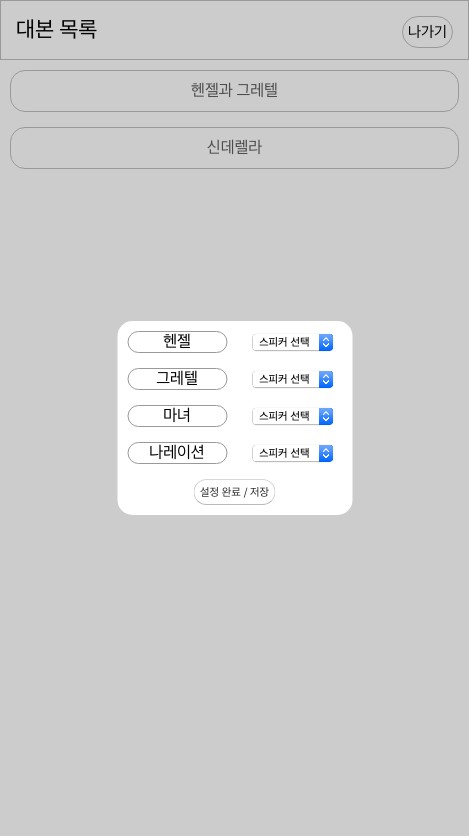 대본 목록
나가기
헨젤과 그레텔
신데렐라
헨젤
스피커 선택
그레텔
스피커 선택
마녀
스피커 선택
나레이션
스피커 선택
설정 완료 / 저장